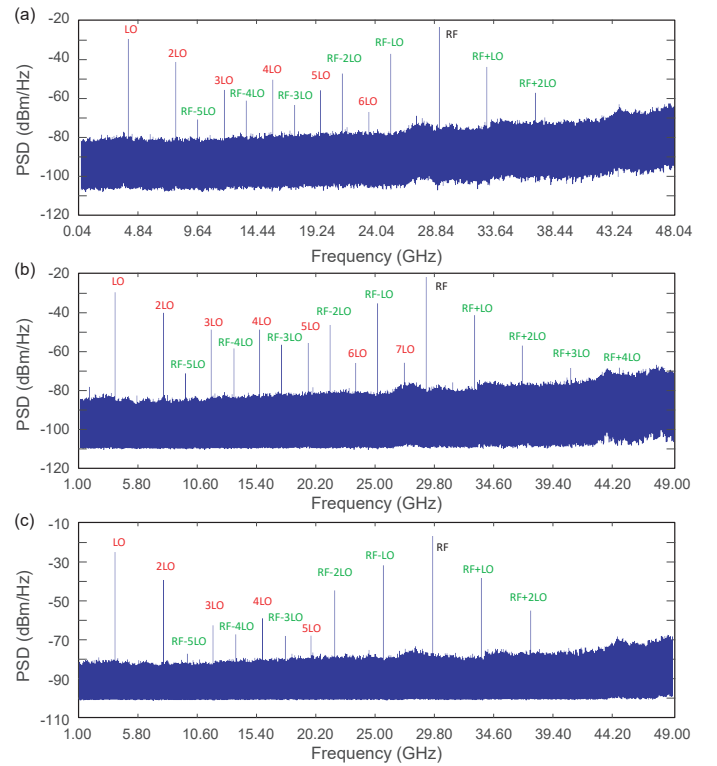 (a)
-20
-40
-60
-80
-100
-120
PSD (dBm/Hz)
LO
2LO
RF-5LO
3LO
RF-4LO
4LO
RF-3LO
5LO
RF-2LO
6LO
RF-LO
RF
RF+LO
RF+2LO
0.04 4.84 9.64 14.44 19.24 24.04 28.84 33.64 38.44 43.24 48.04
Frequency (GHz)
(b)
-20
-40
-60
-80
-100
-120
PSD (dBm/Hz)
LO
2LO
RF-5LO
3LO
RF-4LO
4LO
RF-3LO
5LO
RF-2LO
6LO
RF-LO
7LO
RF
RF+LO
RF+2LO
RF+3LO
RF+4LO
1.00 5.80 10.60 15.40 20.20 25.00 29.80 34.60 39.40 44.20 49.00
Frequency (GHz)
(c)
-10
-30
-50
-70
-90
-110
PSD (dBm/Hz)
LO
2LO
RF-5LO
3LO
RF-4LO
4LO
RF-3LO
5LO
RF-2LO
RF-LO
RF
RF+LO
RF+2LO
1.00 5.80 10.60 15.40 20.20 25.00 29.80 34.60 39.40 44.20 49.00
Frequency (GHz)